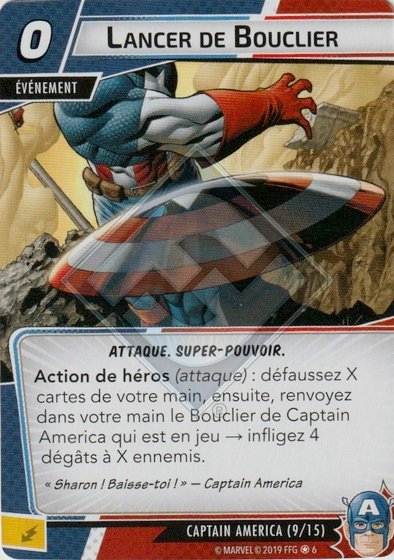 0
LANCER DE BOUCLIER
ÉVÉNEMENT
ATTAQUE. SUPER-POUVOIR.
Action de héros (attaque) : défaussez X
cartes de votre main, ensuite, renvoyez
dans votre main le Bouclier de Captain
America qui est en jeu → infligez 4
dégâts à X ennemis.
« Sharon ! Baisse-toi ! » — Captain America
CAPTAIN AMERICA (9/15)
© MARVEL © 2019 FFG 6
A
®